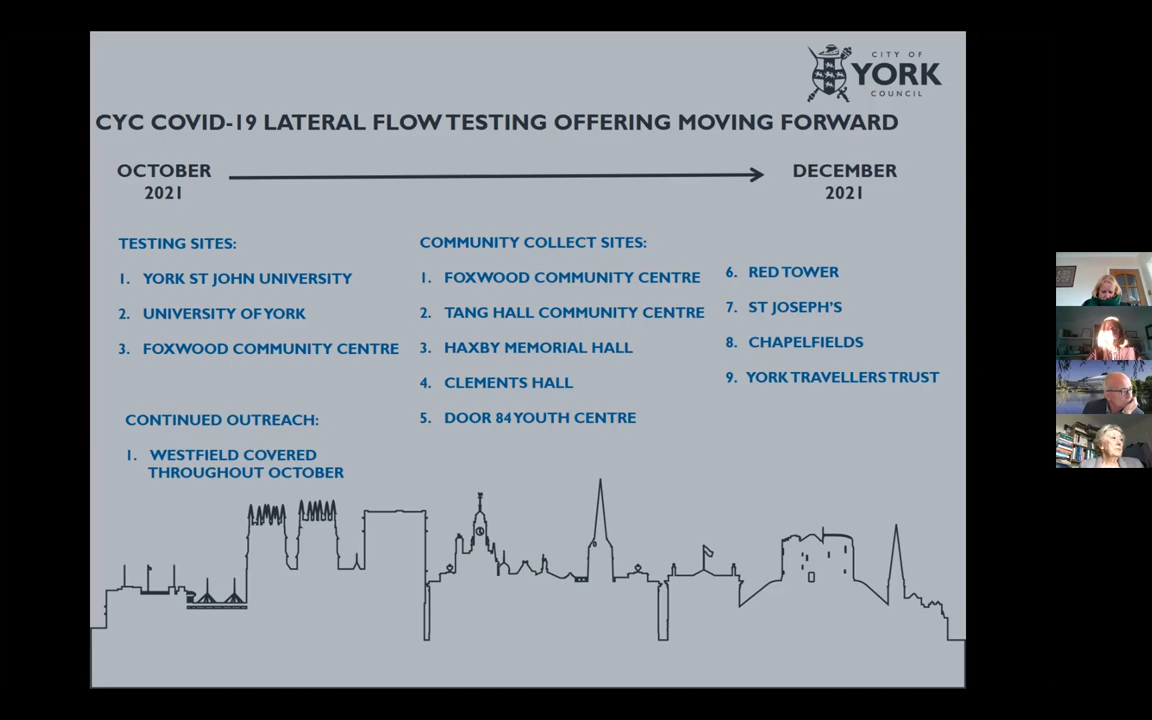 CITY OF
YORK
COUNCIL
CYC COVID-19 LATERAL FLOW TESTING OFFERING MOVING FORWARD
OCTOBER
2021
DECEMBER
2021
TESTING SITES:
1. YORK ST JOHN UNIVERSITY
2. UNIVERSITY OF YORK
3. FOXWOOD COMMUNITY CENTRE
CONTINUED OUTREACH:
1. WESTFIELD COVERED
THROUGHOUT OCTOBER
COMMUNITY COLLECT SITES:
1. FOXWOOD COMMUNITY CENTRE
2. TANG HALL COMMUNITY CENTRE
3. HAXBY MEMORIAL HALL
4. CLEMENTS HALL
5. DOOR 84 YOUTH CENTRE
6. RED TOWER
7. ST JOSEPH'S
8. CHAPELFIELDS
9. YORK TRAVELLERS TRUST